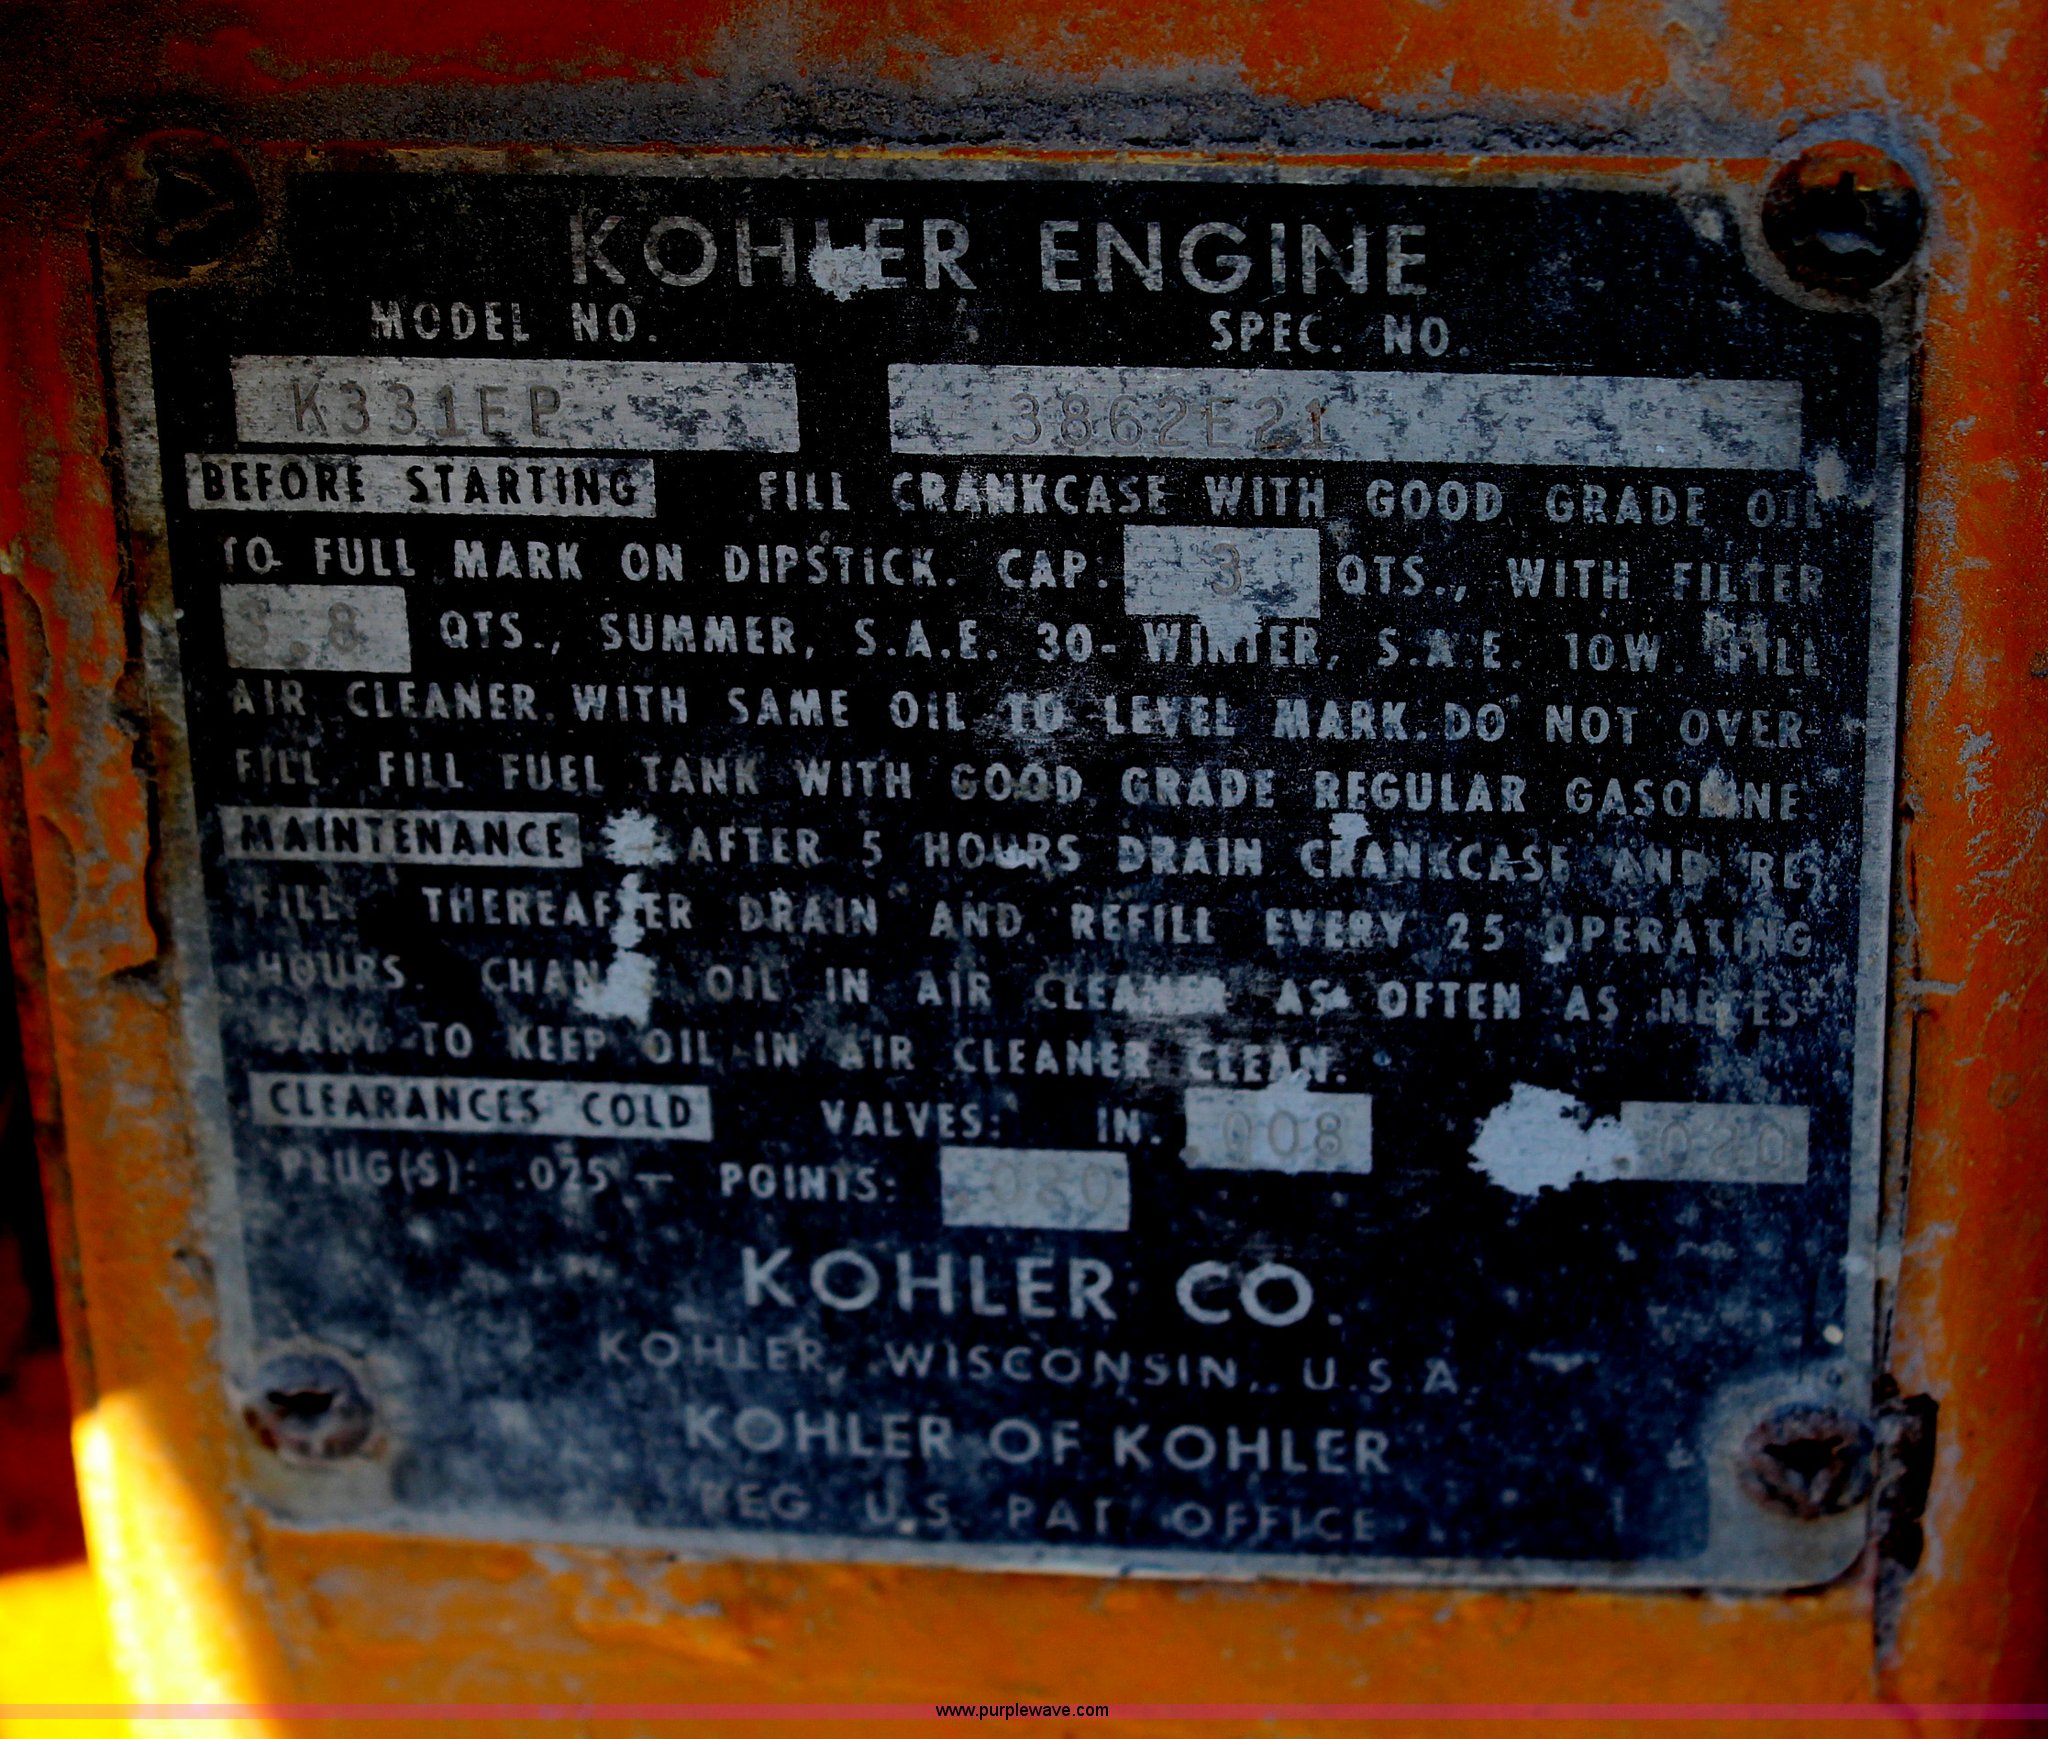 KOHLER ENGINE
MODEL NO. SPEC. NO.
K331EP 3862E21
BEFORE STARTING FILL CRANKCASE WITH GOOD GRADE OIL
TO FULL MARK ON DIPSTICK. CAP. 3 QTS., WITH FILTER
3.8 QTS., SUMMER, S.A.E. 30- WINTER, S.A.E. 10W. FILL
AIR CLEANER WITH SAME OIL TO LEVEL MARK. DO NOT OVER-
FILL. FILL FUEL TANK WITH GOOD GRADE REGULAR GASOLINE.
MAINTENANCE AFTER 5 HOURS DRAIN CRANKCASE AND RE-
FILL. THEREAFTER DRAIN AND REFILL EVERY 25 OPERATING
HOURS. CHANGE OIL IN AIR CLEANER AS OFTEN AS NECES-
SARY TO KEEP OIL IN AIR CLEANER CLEAN.
CLEARANCES COLD VALVES: IN. .008 020
PLUG(S): .025 - POINTS: .020
KOHLER CO.
KOHLER, WISCONSIN, U.S.A.
KOHLER OF KOHLER
REG. U.S. PAT. OFFICE
www.purplewave.com